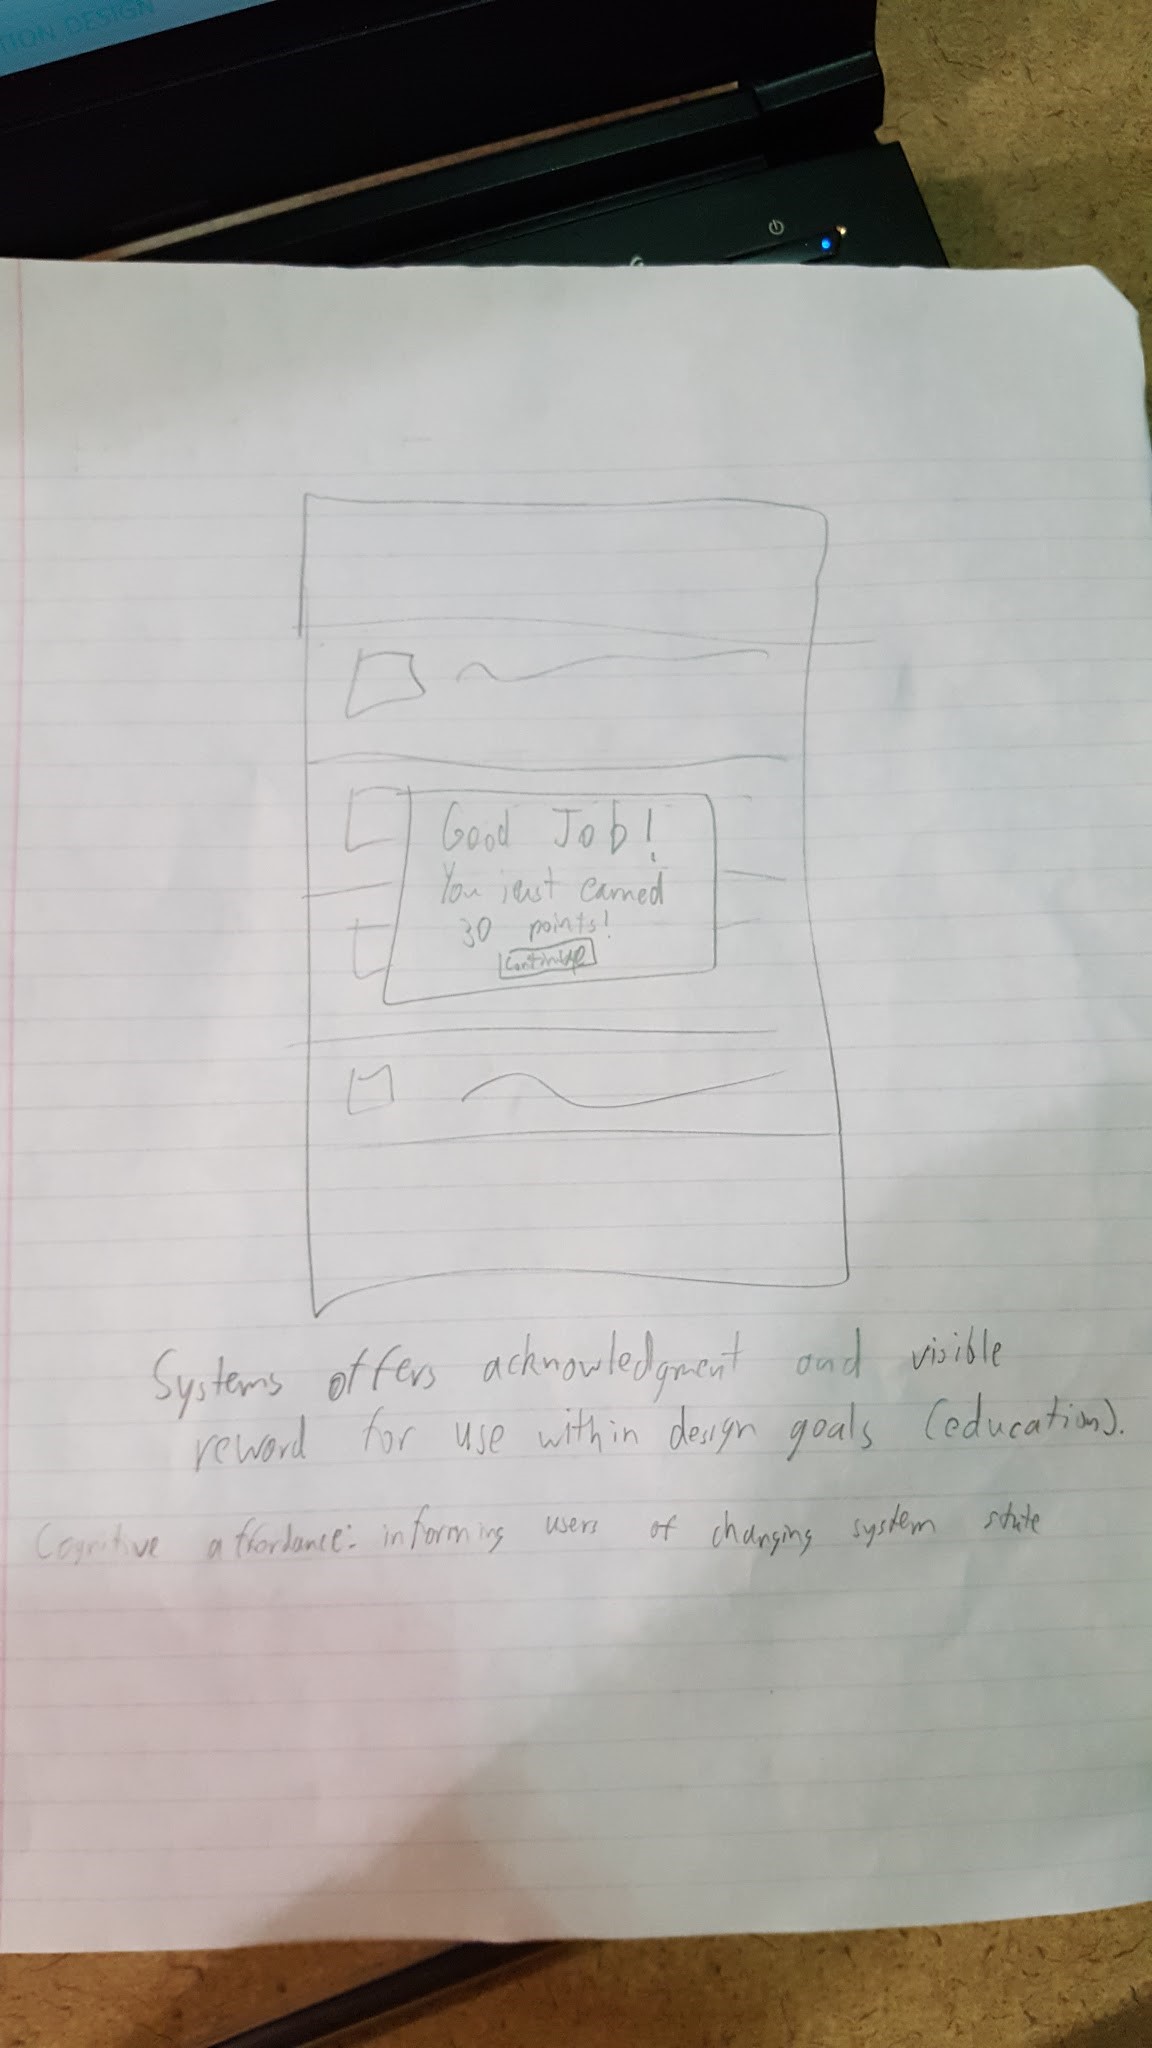 TION DESIGN
Good Job!
You just earned
30 points!
Continue
Systems offers acknowledgment and visible
reword for use within design goals (education).
Cognitive affordance: informing users of changing system state